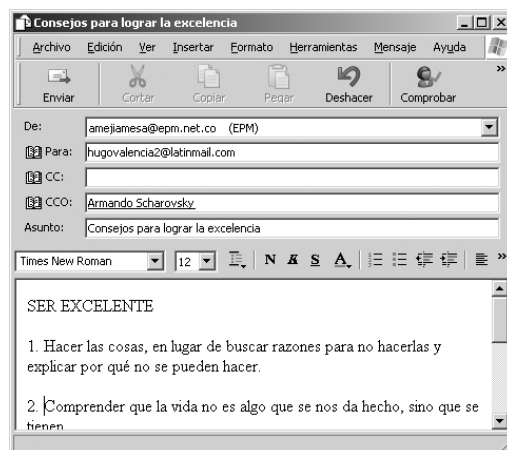 Consejos para lograr la excelencia
Archivo Edición Ver Insertar Formato Herramientas Mensaje Ayuda
Enviar Cortar Copiar Pegar Deshacer Comprobar »
De: amejiamesa@epm.net.co (EPM)
Para: hugovalencia2@latinmail.com
CC:
CCO: Armando Scharovsky
Asunto: Consejos para lograr la excelencia
Times New Roman 12 N K S A »
SER EXCELENTE
1. Hacer las cosas, en lugar de buscar razones para no hacerlas y
explicar por qué no se pueden hacer.
2. Comprender que la vida no es algo que se nos da hecho, sino que se
tienen